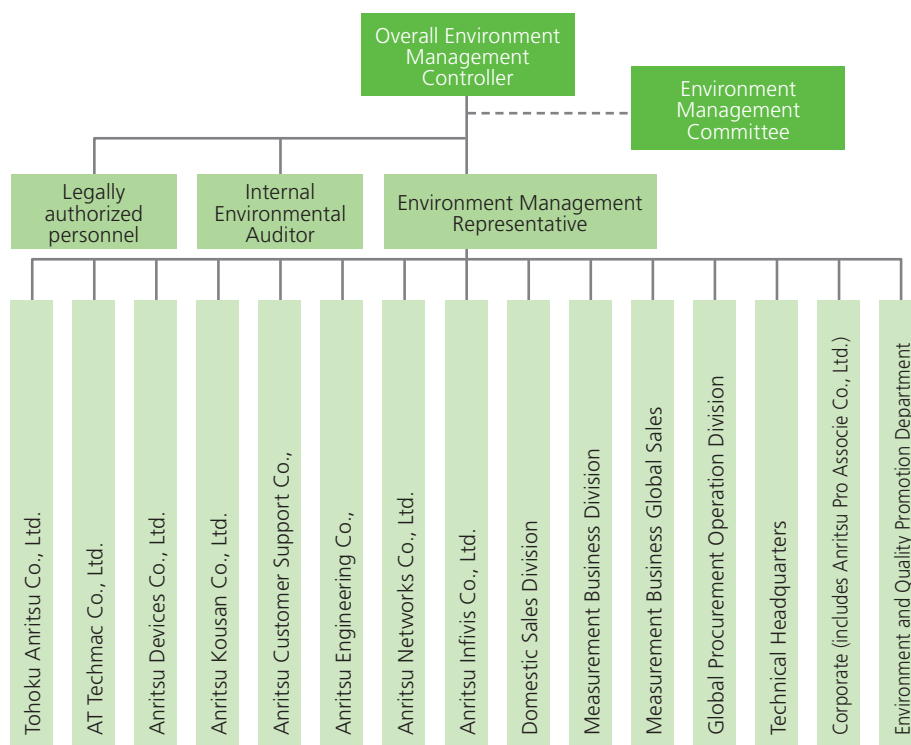 Overall Environment
Management
Controller
Environment
Management
Committee
Legally
authorized
personnel
Internal
Environmental
Auditor
Environment Management
Representative
Tohoku Anritsu Co., Ltd.
AT Techmac Co., Ltd.
Anritsu Devices Co., Ltd.
Anritsu Kousan Co., Ltd.
Anritsu Customer Support Co.,
Anritsu Engineering Co.,
Anritsu Networks Co., Ltd.
Anritsu Infivis Co., Ltd.
Domestic Sales Division
Measurement Business Division
Measurement Business Global Sales
Global Procurement Operation Division
Technical Headquarters
Corporate (includes Anritsu Pro Associe Co., Ltd.)
Environment and Quality Promotion Department